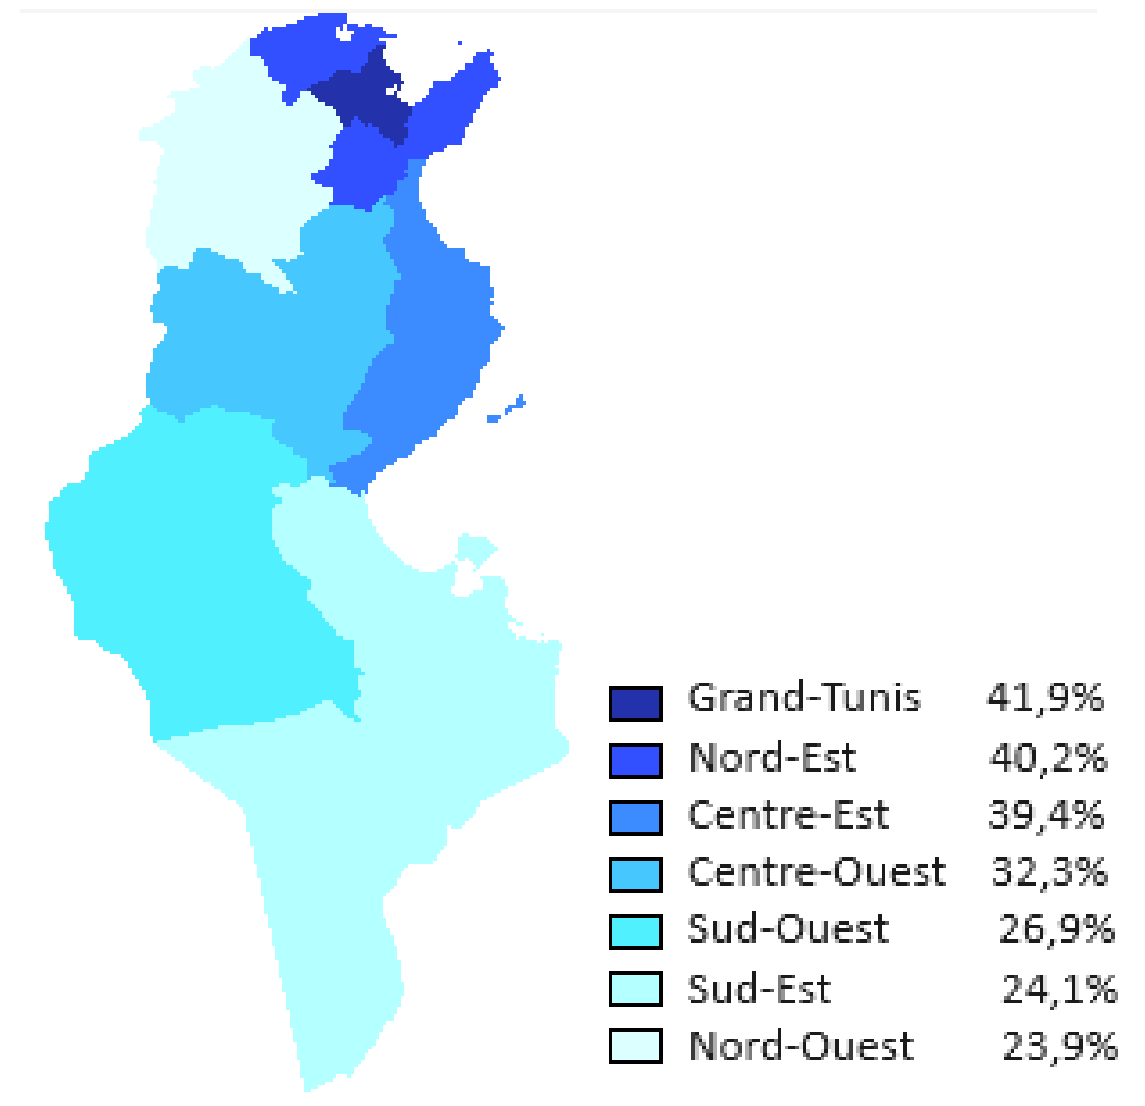 Grand-Tunis 41,9%
Nord-Est 40,2%
Centre-Est 39,4%
Centre-Ouest 32,3%
Sud-Ouest 26,9%
Sud-Est 24,1%
Nord-Ouest 23,9%